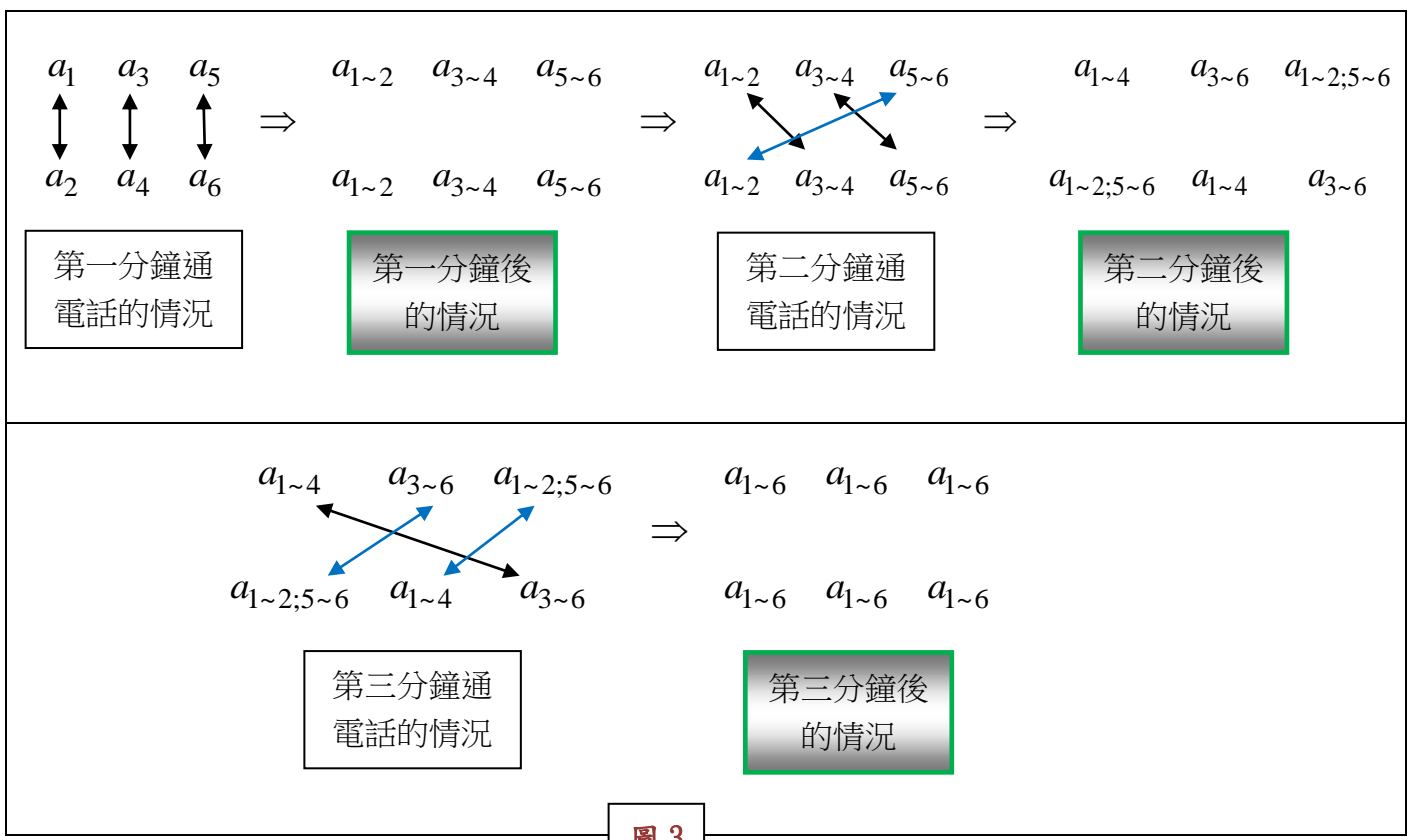 a1 a3 a5 ⇒ a1~2 a3~4 a5~6 ⇒ a1~2 a3~4 a5~6 ⇒ a1~4 a3~6 a1~2;5~6
a2 a4 a6 a1~2 a3~4 a5~6 a1~2 a3~4 a5~6 a1~2;5~6 a1~4 a3~6
第一分鐘通
電話的情況
第一分鐘後
的情況
第二分鐘通
電話的情況
第二分鐘後
的情況
a1~4 a3~6 a1~2;5~6 ⇒ a1~6 a1~6 a1~6
a1~2;5~6 a1~4 a3~6 a1~6 a1~6 a1~6
第三分鐘通
電話的情況
第三分鐘後
的情況
圖 3